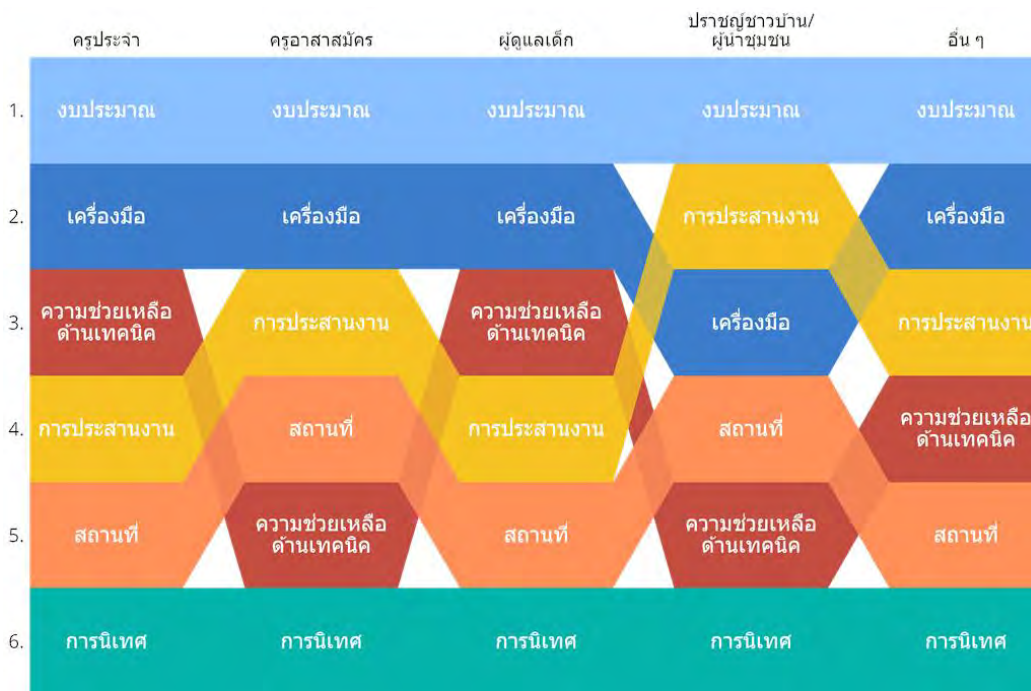 ครูประจำ ครูอาสาสมัคร ผู้ดูแลเด็ก ปราชญ์ชาวบ้าน/
ผู้นำชุมชน อื่น ๆ
1. งบประมาณ งบประมาณ งบประมาณ งบประมาณ งบประมาณ
2. เครื่องมือ เครื่องมือ เครื่องมือ การประสานงาน เครื่องมือ
3. ความช่วยเหลือ
ด้านเทคนิค การประสานงาน ความช่วยเหลือ
ด้านเทคนิค เครื่องมือ การประสานงาน
4. การประสานงาน สถานที่ การประสานงาน สถานที่ ความช่วยเหลือ
ด้านเทคนิค
5. สถานที่ ความช่วยเหลือ
ด้านเทคนิค สถานที่ ความช่วยเหลือ
ด้านเทคนิค สถานที่
6. การนิเทศ การนิเทศ การนิเทศ การนิเทศ การนิเทศ